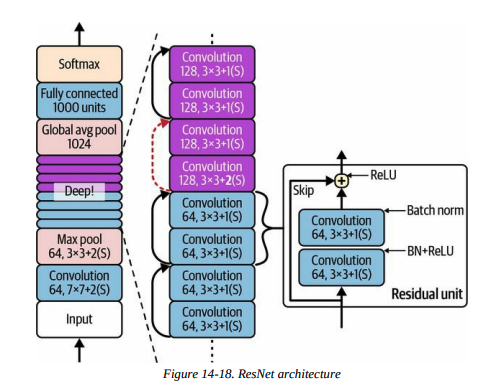 Softmax
Fully connected
1000 units
Global avg pool
1024
Deep!
Max pool
64, 3×3+2(S)
Convolution
64, 7×7+2(S)
Input
Convolution
128, 3×3+1(S)
Convolution
128, 3×3+1(S)
Convolution
128, 3×3+1(S)
Convolution
128, 3×3+2(S)
Convolution
64, 3×3+1(S)
Convolution
64, 3×3+1(S)
Convolution
64, 3×3+1(S)
Convolution
64, 3×3+1(S)
ReLU
Skip
+
Batch norm
Convolution
64, 3×3+1(S)
BN+ReLU
Convolution
64, 3×3+1(S)
Residual unit
Figure 14-18. ResNet architecture